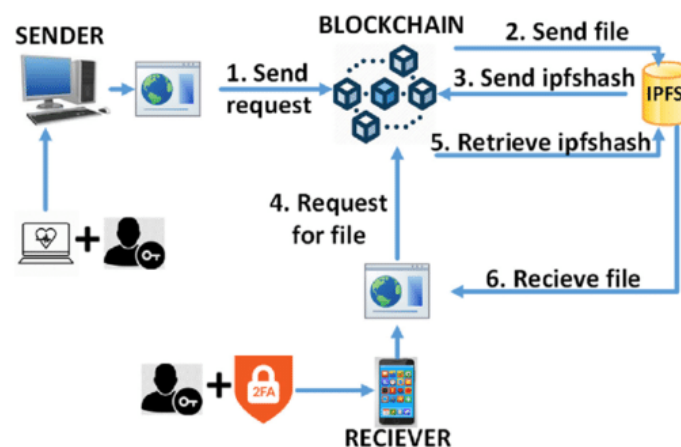 SENDER
BLOCKCHAIN
2. Send file
1. Send
request
3. Send ipfshash
IPFS
5. Retrieve ipfshash
4. Request
for file
6. Recieve file
2FA
RECIEVER